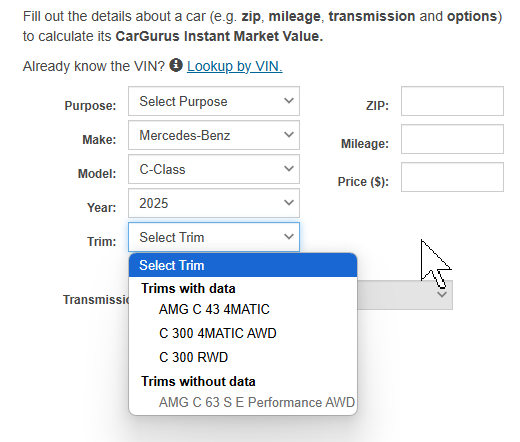 Fill out the details about a car (e.g. zip, mileage, transmission and options)
to calculate its CarGurus Instant Market Value.
Already know the VIN? i Lookup by VIN.
Purpose: Select Purpose
ZIP:
Make: Mercedes-Benz
Mileage:
Model: C-Class
Price ($):
Year: 2025
Trim: Select Trim
Select Trim
Trims with data
AMG C 43 4MATIC
C 300 4MATIC AWD
Transmissio
C 300 RWD
Trims without data
AMG C 63 S E Performance AWD